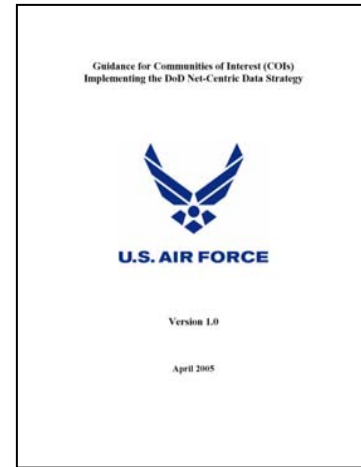 Guidance for Communities of Interest (COIs)
Implementing the DoD Net-Centric Data Strategy
U.S. AIR FORCE
Version 1.0
April 2005